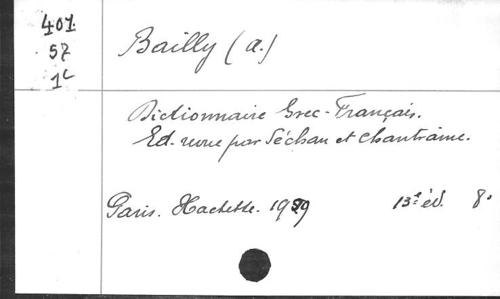 401.
57
1c
Bailly (A.)
Dictionnaire Grec-Français.
Ed. revue par Séchan et Chantraine.
Paris. Hachette. 13e éd. 8°